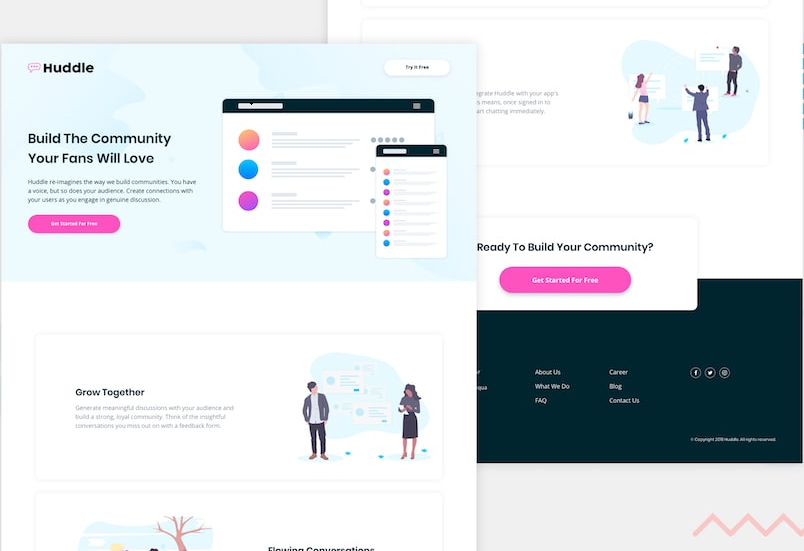 Huddle
Try It Free
Build The Community
Your Fans Will Love
Huddle re-imagines the way we build communities. You have
a voice, but so does your audience. Create connections with
your users as you engage in genuine discussion.
Get Started For Free
Grow Together
Generate meaningful discussions with your audience and
build a strong, loyal community. Think of the insightful
conversations you miss out on with a feedback form.
Flowing Conversations
egrate Huddle with your app's
s means, once signed in to
art chatting immediately.
Ready To Build Your Community?
Get Started For Free
About Us
What We Do
FAQ
Career
Blog
Contact Us
© Copyright 2018 Huddle. All rights reserved.